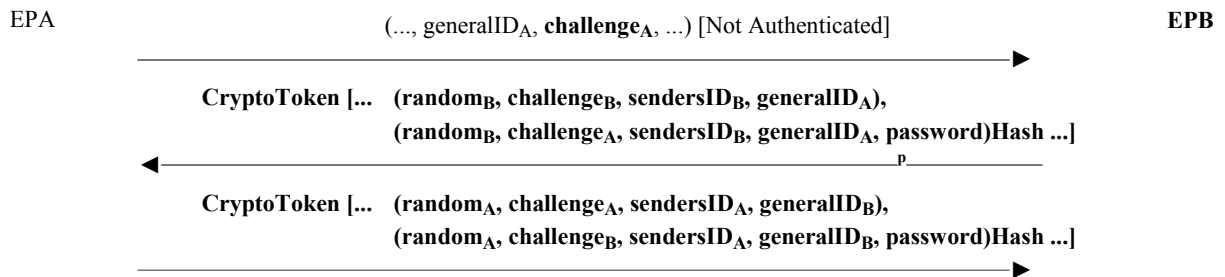 EPA (..., generalIDA, challengeA, ...) [Not Authenticated] EPB
CryptoToken [... (randomB, challengeB, sendersIDB, generalIDA),
(randomB, challengeA, sendersIDB, generalIDA, password)Hash ...]
p
CryptoToken [... (randomA, challengeA, sendersIDA, generalIDB),
(randomA, challengeB, sendersIDA, generalIDB, password)Hash ...]